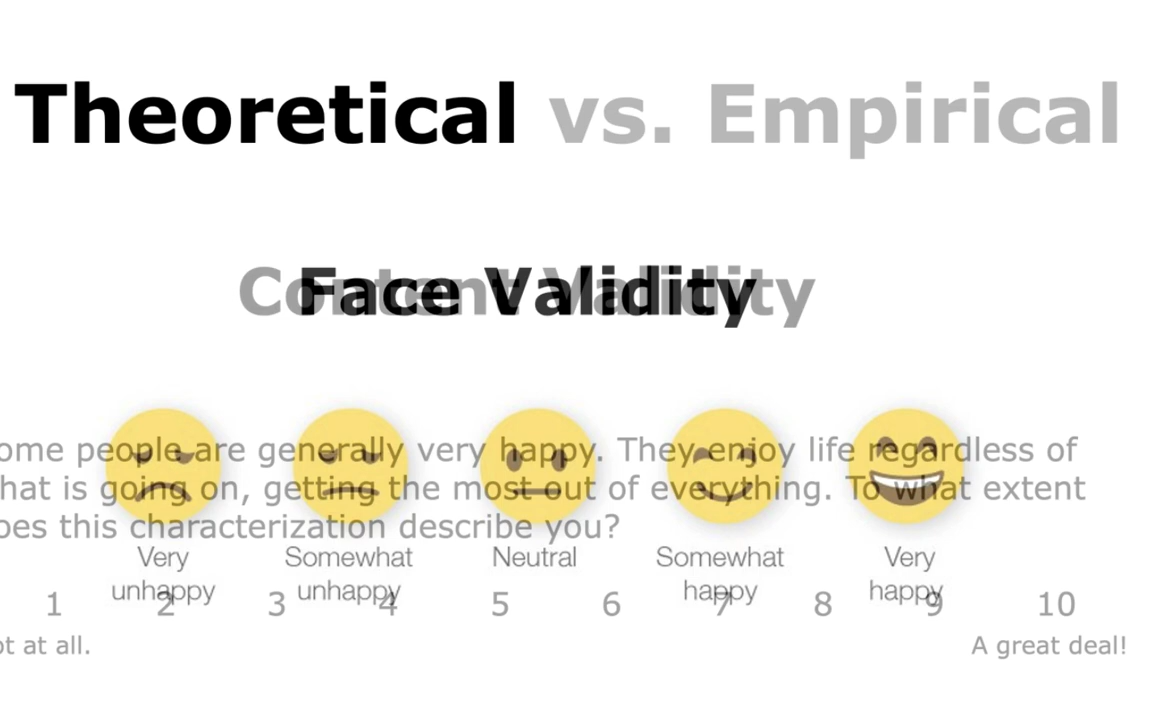 Theoretical vs. Empirical
Content Validity
Face Validity
ome people are generally very happy. They enjoy life regardless of
hat is going on, getting the most out of everything. To what extent
oes this characterization describe you?
Very unhappy
Somewhat unhappy
Neutral
Somewhat happy
Very happy
1 2 3 4 5 6 7 8 9 10
ot at all. A great deal!